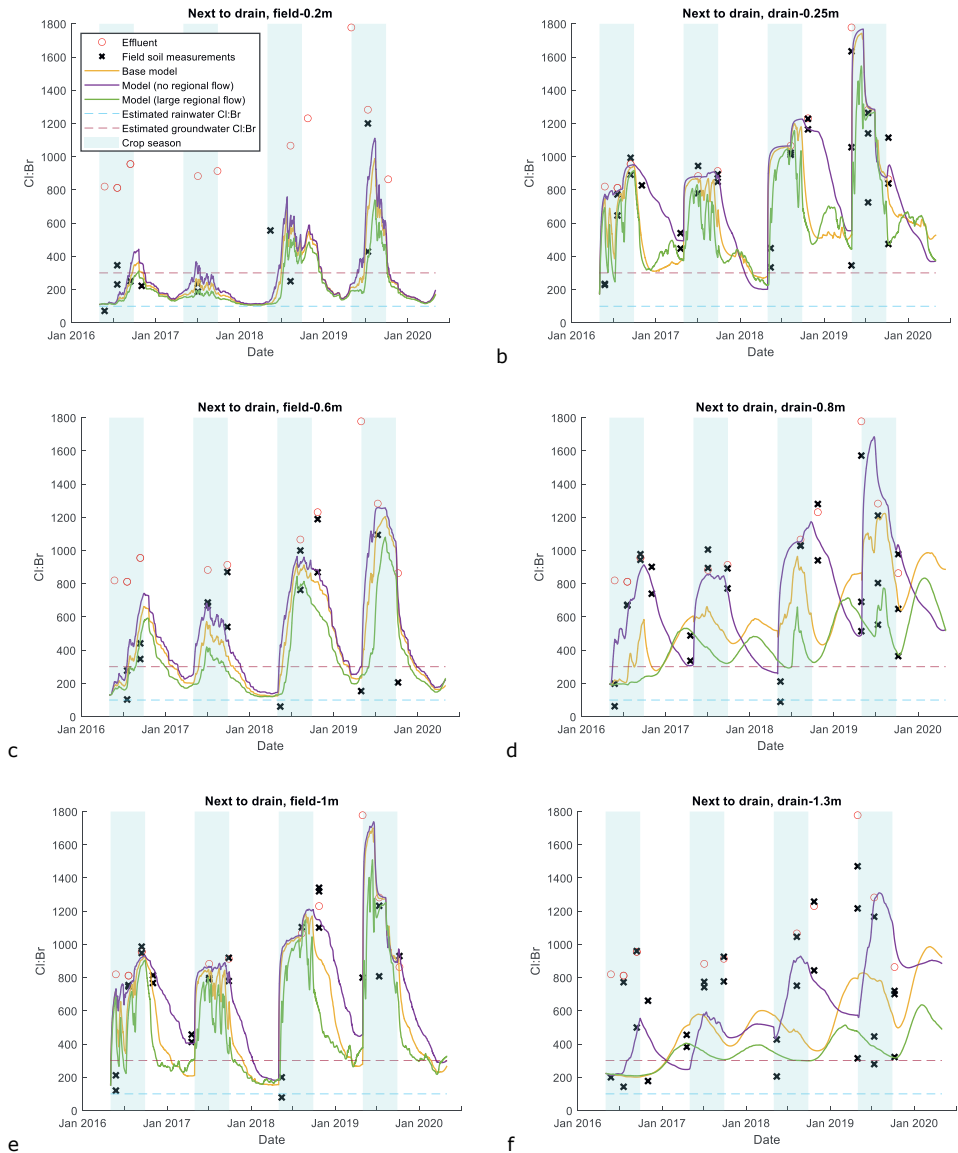 Next to drain, field-0.2m
1800
1600
1400
1200
1000
800
600
400
200
0
Cl:Br
Effluent
Field soil measurements
Base model
Model (no regional flow)
Model (large regional flow)
Estimated rainwater Cl:Br
Estimated groundwater Cl:Br
Crop season
Jan 2016 Jan 2017 Jan 2018 Jan 2019 Jan 2020
Date
Next to drain, drain-0.25m
1800
1600
1400
1200
1000
800
600
400
200
0
Cl:Br
Jan 2016 Jan 2017 Jan 2018 Jan 2019 Jan 2020
Date
b
Next to drain, field-0.6m
1800
1600
1400
1200
1000
800
600
400
200
0
Cl:Br
Jan 2016 Jan 2017 Jan 2018 Jan 2019 Jan 2020
Date
c
Next to drain, drain-0.8m
1800
1600
1400
1200
1000
800
600
400
200
0
Cl:Br
Jan 2016 Jan 2017 Jan 2018 Jan 2019 Jan 2020
Date
d
Next to drain, field-1m
1800
1600
1400
1200
1000
800
600
400
200
0
Cl:Br
Jan 2016 Jan 2017 Jan 2018 Jan 2019 Jan 2020
Date
e
Next to drain, drain-1.3m
1800
1600
1400
1200
1000
800
600
400
200
0
Cl:Br
Jan 2016 Jan 2017 Jan 2018 Jan 2019 Jan 2020
Date
f